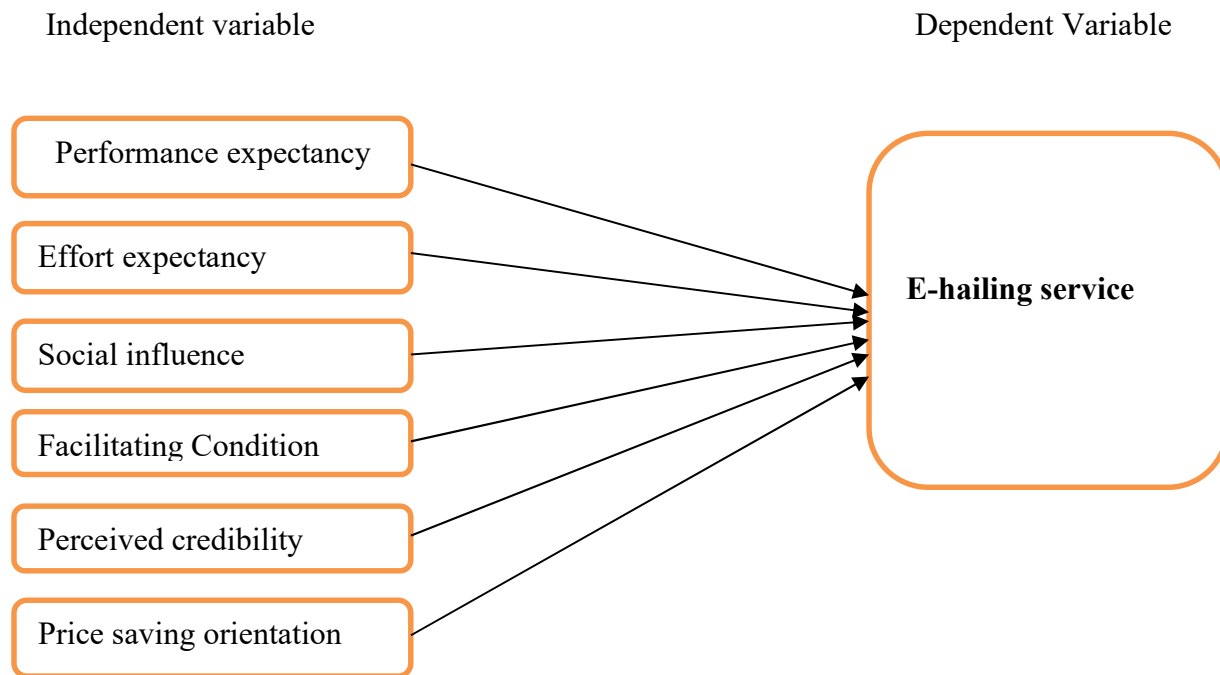 Independent variable
Dependent Variable
Performance expectancy
Effort expectancy
Social influence
Facilitating Condition
Perceived credibility
Price saving orientation
E-hailing service